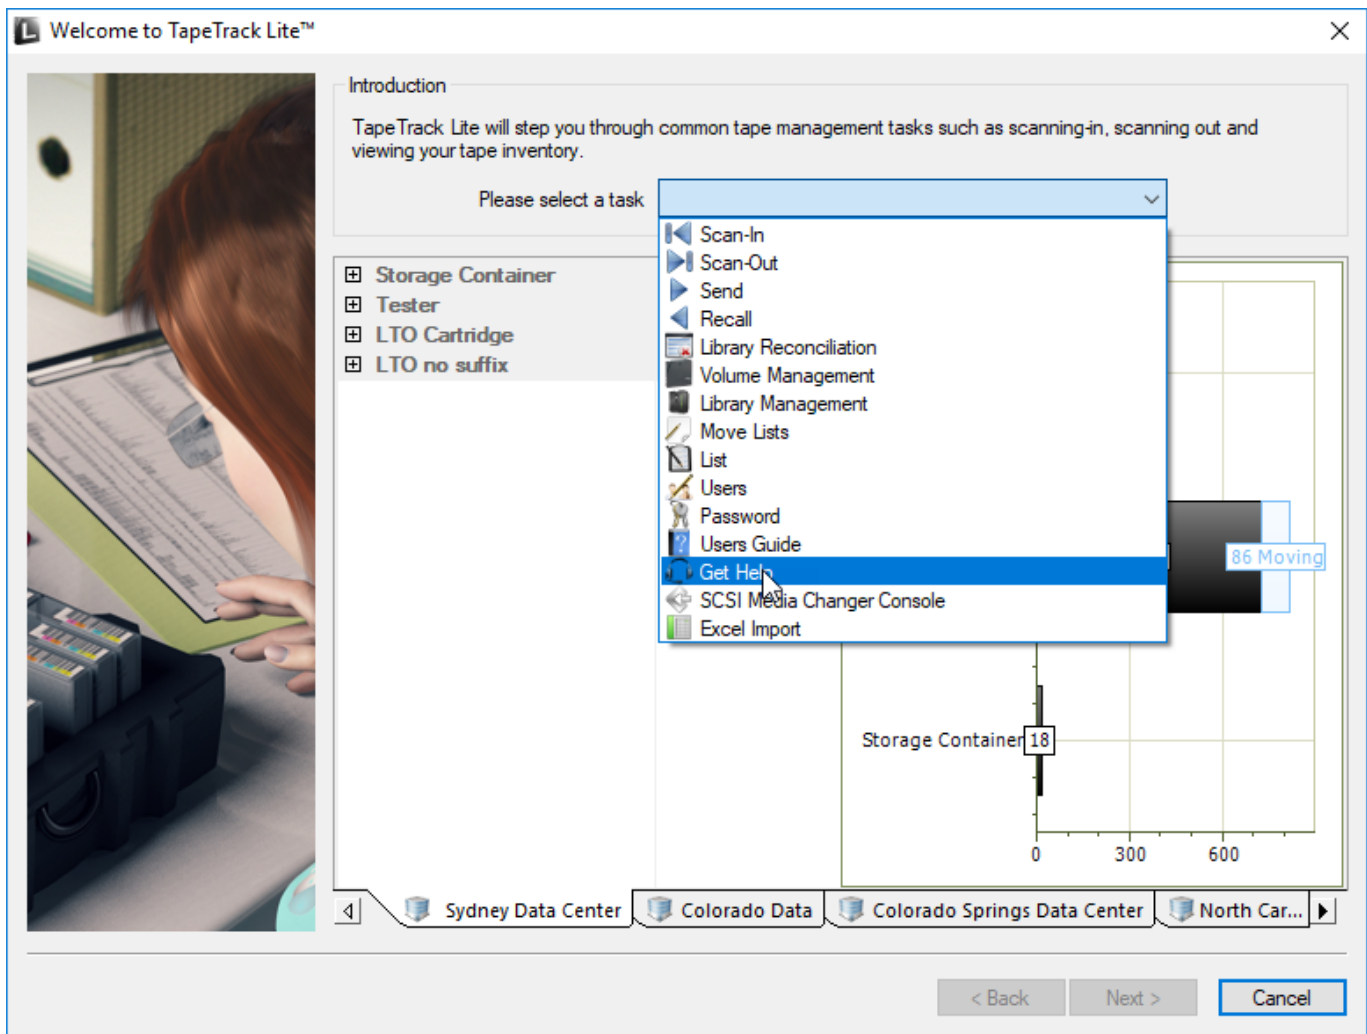 Welcome to TapeTrack Lite™
Introduction
TapeTrack Lite will step you through common tape management tasks such as scanning-in, scanning out and
viewing your tape inventory.
Please select a task
Scan-In
Scan-Out
Send
Recall
Library Reconciliation
Volume Management
Library Management
Move Lists
List
Users
Password
Users Guide
Get Help
SCSI Media Changer Console
Excel Import
Storage Container
Tester
LTO Cartridge
LTO no suffix
86 Moving
Storage Container 18
0 300 600
Sydney Data Center Colorado Data Colorado Springs Data Center North Car...
< Back Next > Cancel